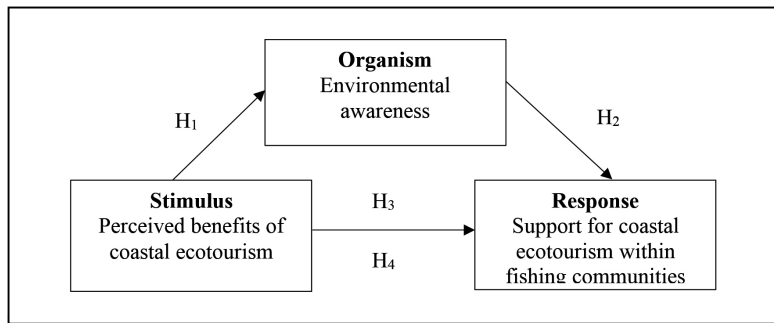 Organism
Environmental
awareness
H₁
H₂
Stimulus
Perceived benefits of
coastal ecotourism
H₃
H₄
Response
Support for coastal
ecotourism within
fishing communities